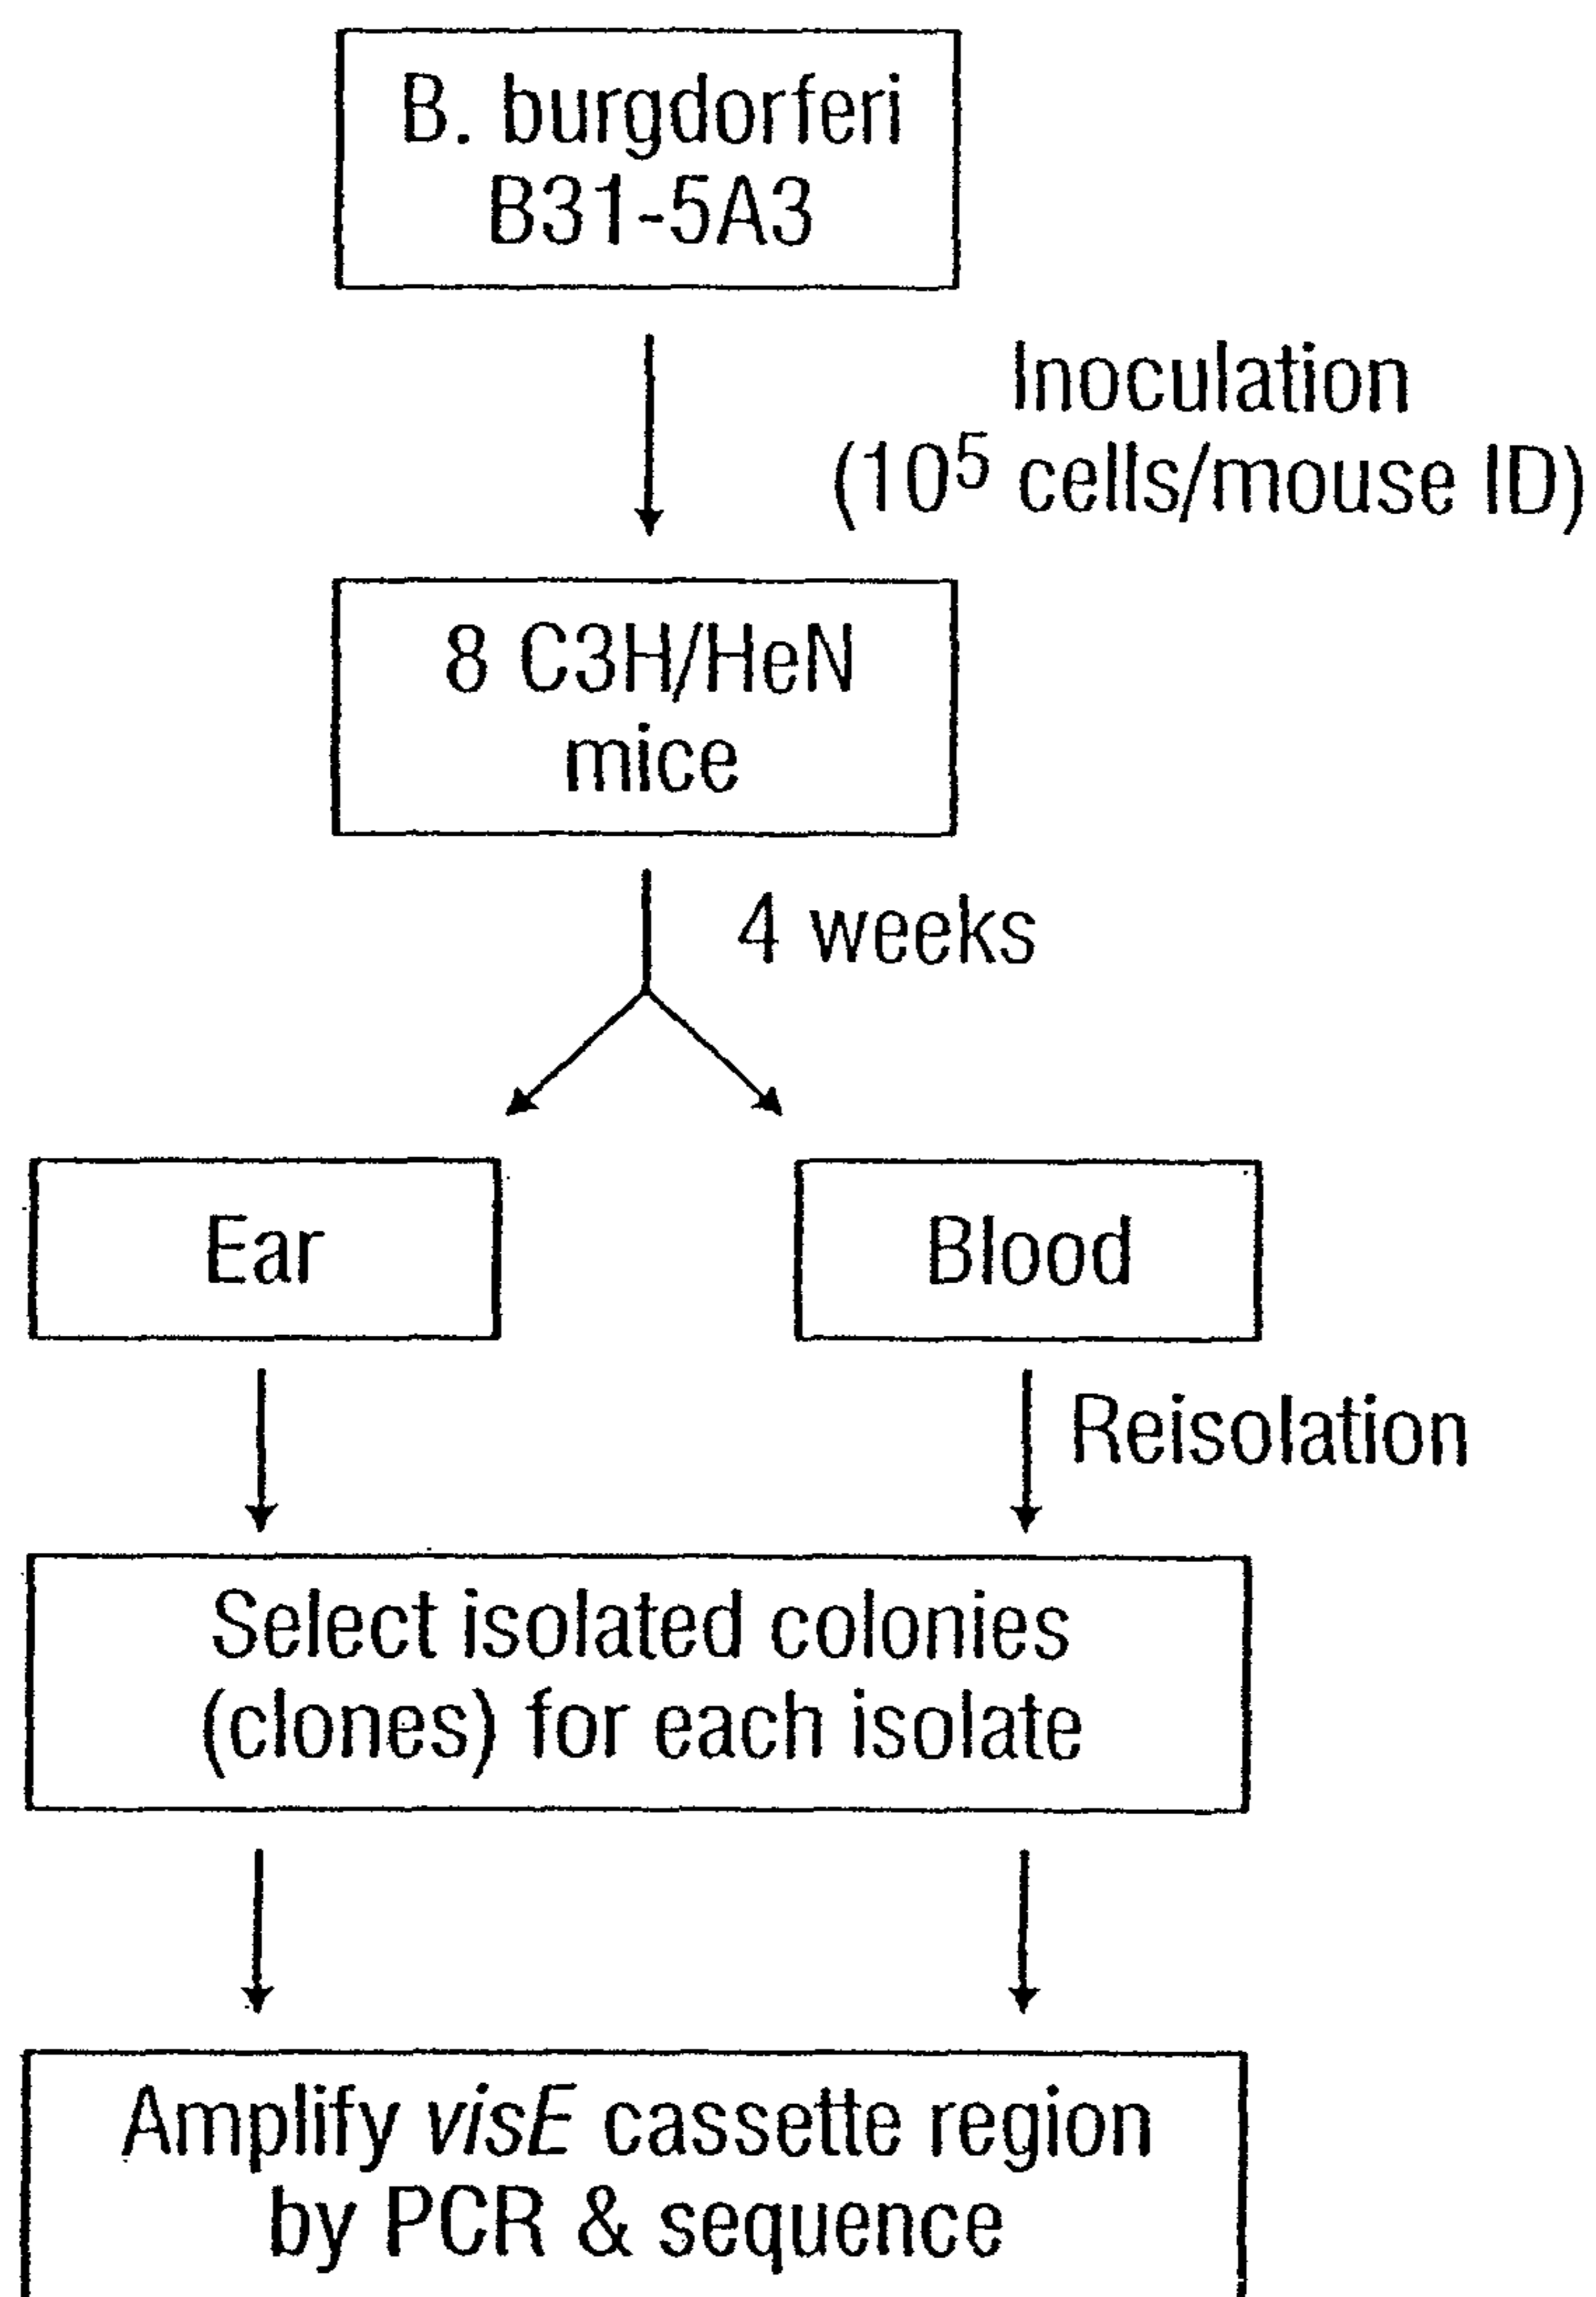 B. burgdorferi
B31-5A3
Inoculation
(10⁵ cells/mouse ID)
8 C3H/HeN
mice
4 weeks
Ear
Blood
Reisolation
Select isolated colonies
(clones) for each isolate
Amplify visE cassette region
by PCR & sequence